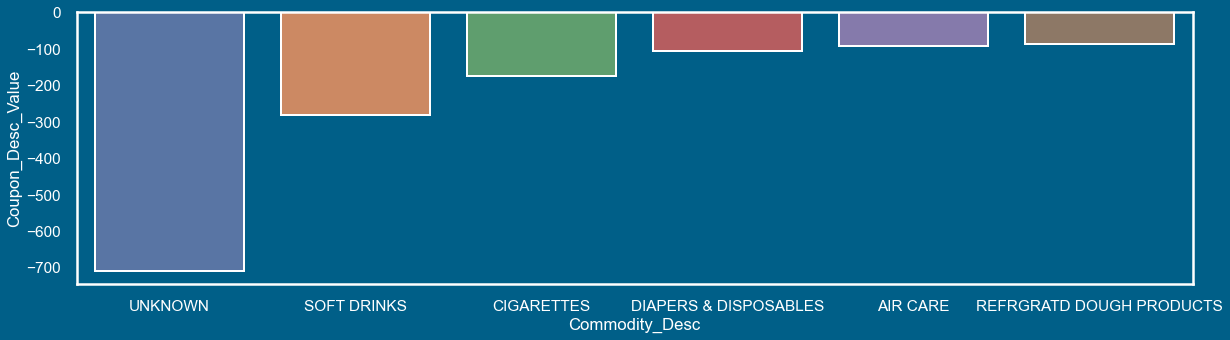 0
−100
−200
−300
−400
−500
−600
−700
Coupon_Desc_Value
UNKNOWN SOFT DRINKS CIGARETTES DIAPERS & DISPOSABLES AIR CARE REFRGRATD DOUGH PRODUCTS
Commodity_Desc